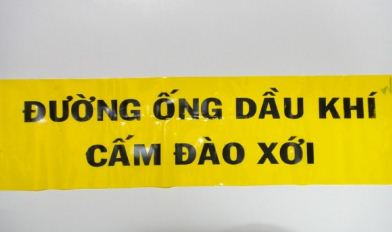 ĐƯỜNG ỐNG DẦU KHÍ
CẤM ĐÀO XỚI